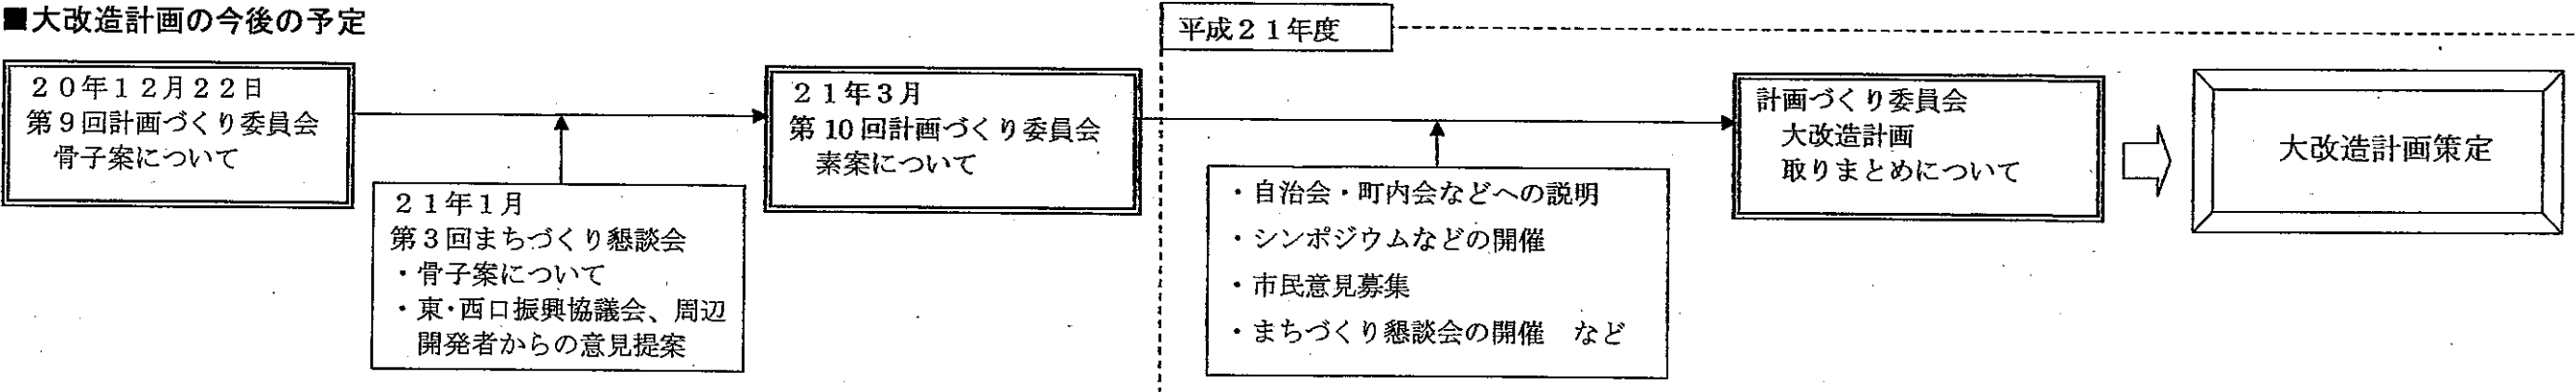 ■大改造計画の今後の予定
平成２１年度
２０年１２月２２日
第９回計画づくり委員会
骨子案について
２１年１月
第３回まちづくり懇談会
・骨子案について
・東・西口振興協議会、周辺
開発者からの意見提案
２１年３月
第10回計画づくり委員会
素案について
・自治会・町内会などへの説明
・シンポジウムなどの開催
・市民意見募集
・まちづくり懇談会の開催　など
計画づくり委員会
大改造計画
取りまとめについて
大改造計画策定